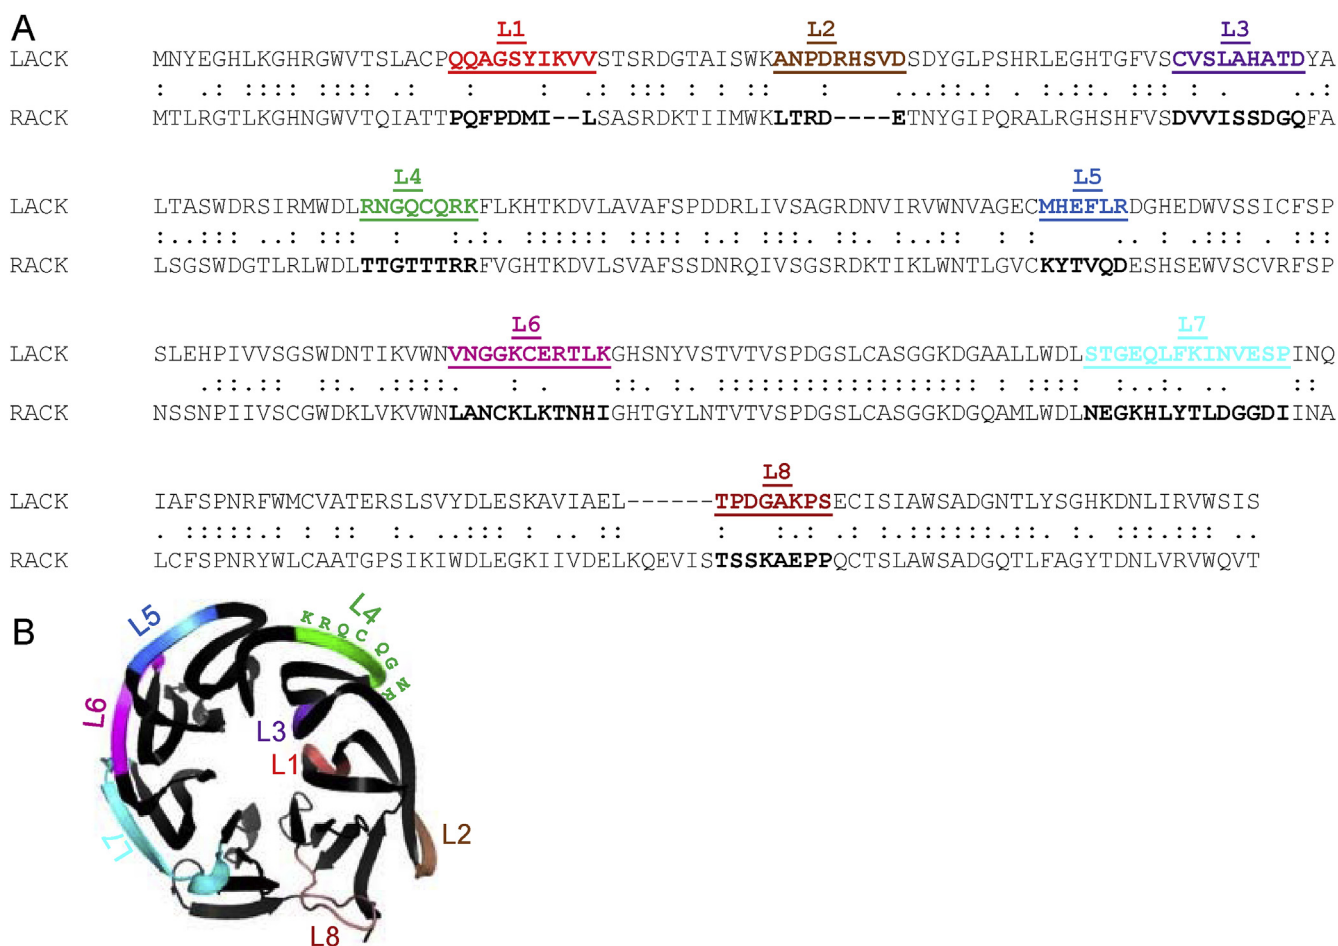 A
L1 L2 L3
LACK MNYEGHLKGHRGWVTSLACPQQAGSYIKVVSTSRDGTAISWKANPDRHSVDSDYGLPSHRLEGHTGFVSCVSLAHATDYA
RACK MTLRGTLKGHNGWVTQIATTPQFPDMI--LSASRDKTIIMWKLTRD----ETNYGIPQRALRGHSHFVSDVVISSDGQFA
L4 L5
LACK LTASWDRSIRMWDLRNGQCQRKFLKHTKDVLAVAFSPDDRLIVSAGRDNVIRVWNVAGECMHEFLRDGHEDWVSSICFSP
RACK LSGSWDGTLRLWDLTTGTTTRRFVGHTKDVLSVAFSSDNRQIVSGSRDKTIKLWNTLGVCKYTVQDESHSEWVSCVRFSP
L6 L7
LACK SLEHPIVVSGSWDNTIKVWNVNGGKCERTLKGHSNYVSTVTVSPDGSLCASGGKDGAALLWDLSTGEQLFKINVESPINQ
RACK NSSNPIIVSCGWDKLVKVWNLANCKLKTNHIGHTGYLNTVTVSPDGSLCASGGKDGQAMLWDLNEGKHLYTLDGGDIINA
L8
LACK IAFSPNRFWMCVATERSLSVYDLESKAVIAEL------TPDGAKPSECISIAWSADGNTLYSGHKDNLIRVWSIS
RACK LCFSPNRYWLCAATGPSIKIWDLEGKIIVDELKQEVISTSSKAEPPQCTSLAWSADGQTLFAGYTDNLVRVWQVT
B
L5
L4
KRQCQGNR
L6
L3
L1
L7
L2
L8